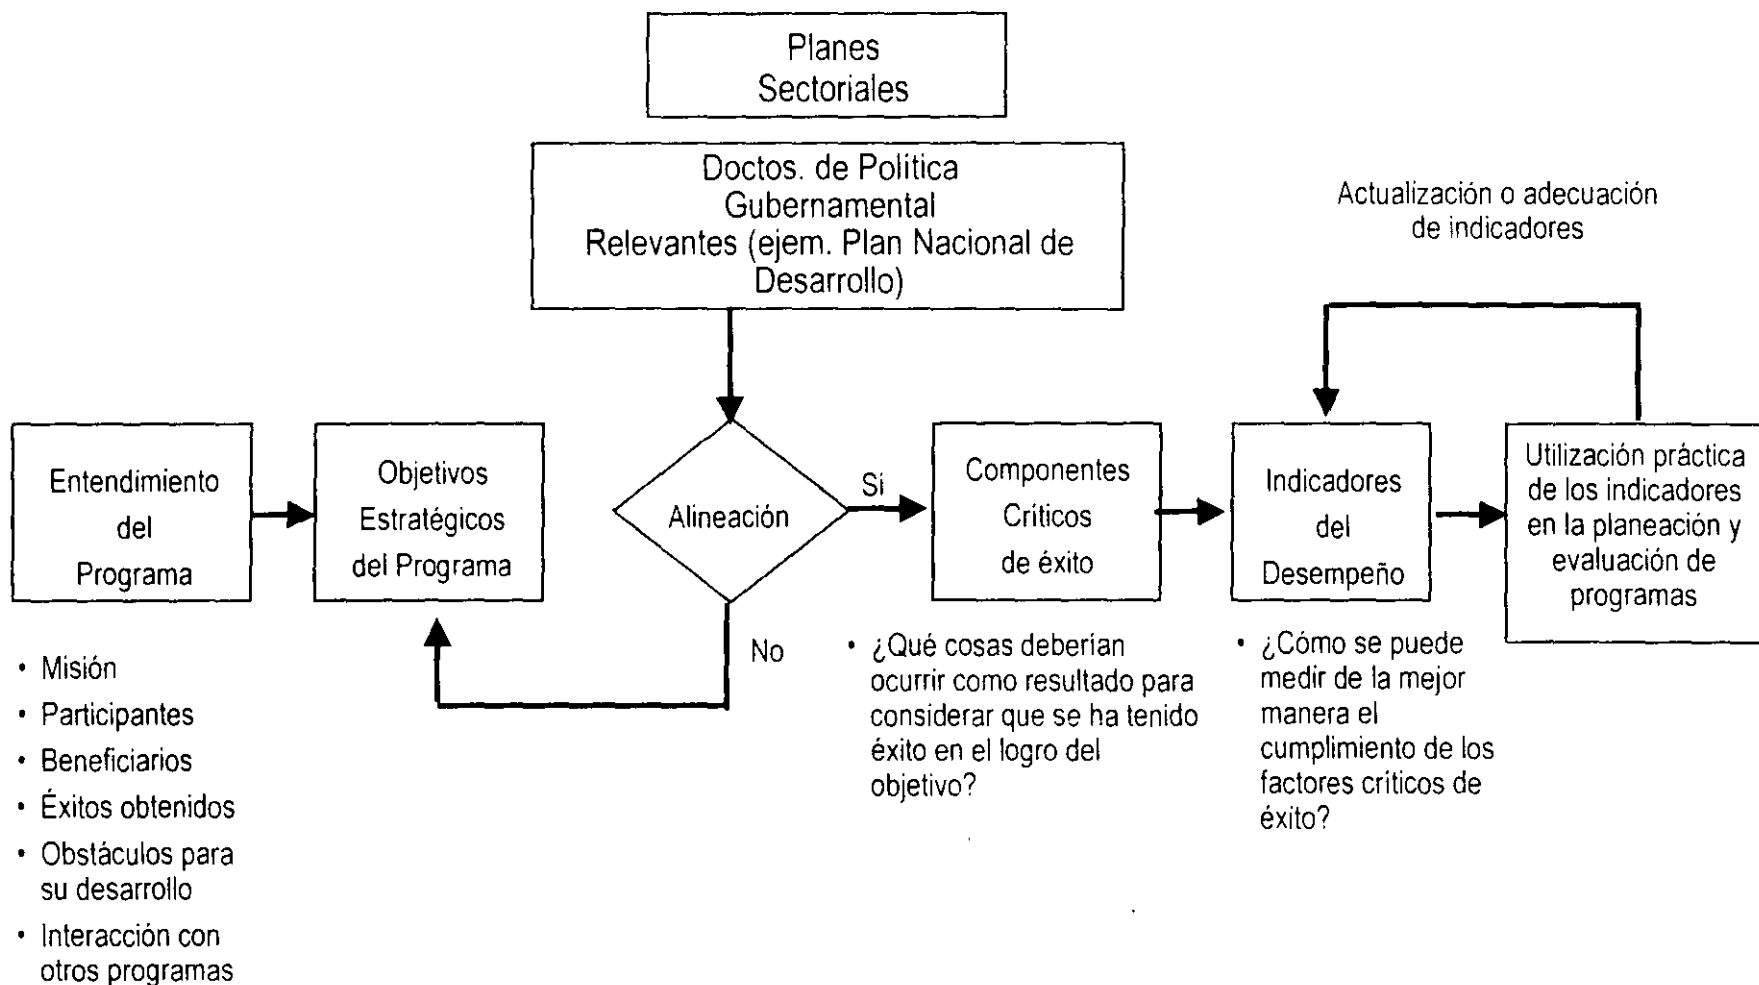 Planes
Sectoriales
Doctos. de Política
Gubernamental
Relevantes (ejem. Plan Nacional de
Desarrollo)
Actualización o adecuación
de indicadores
Entendimiento
del
Programa
Objetivos
Estratégicos
del Programa
Alineación
Sí
No
Componentes
Críticos
de éxito
Indicadores
del
Desempeño
Utilización práctica
de los indicadores
en la planeación y
evaluación de
programas
• Misión
• Participantes
• Beneficiarios
• Éxitos obtenidos
• Obstáculos para
su desarrollo
• Interacción con
otros programas
• ¿Qué cosas deberían
ocurrir como resultado para
considerar que se ha tenido
éxito en el logro del
objetivo?
• ¿Cómo se puede
medir de la mejor
manera el
cumplimiento de los
factores críticos de
éxito?